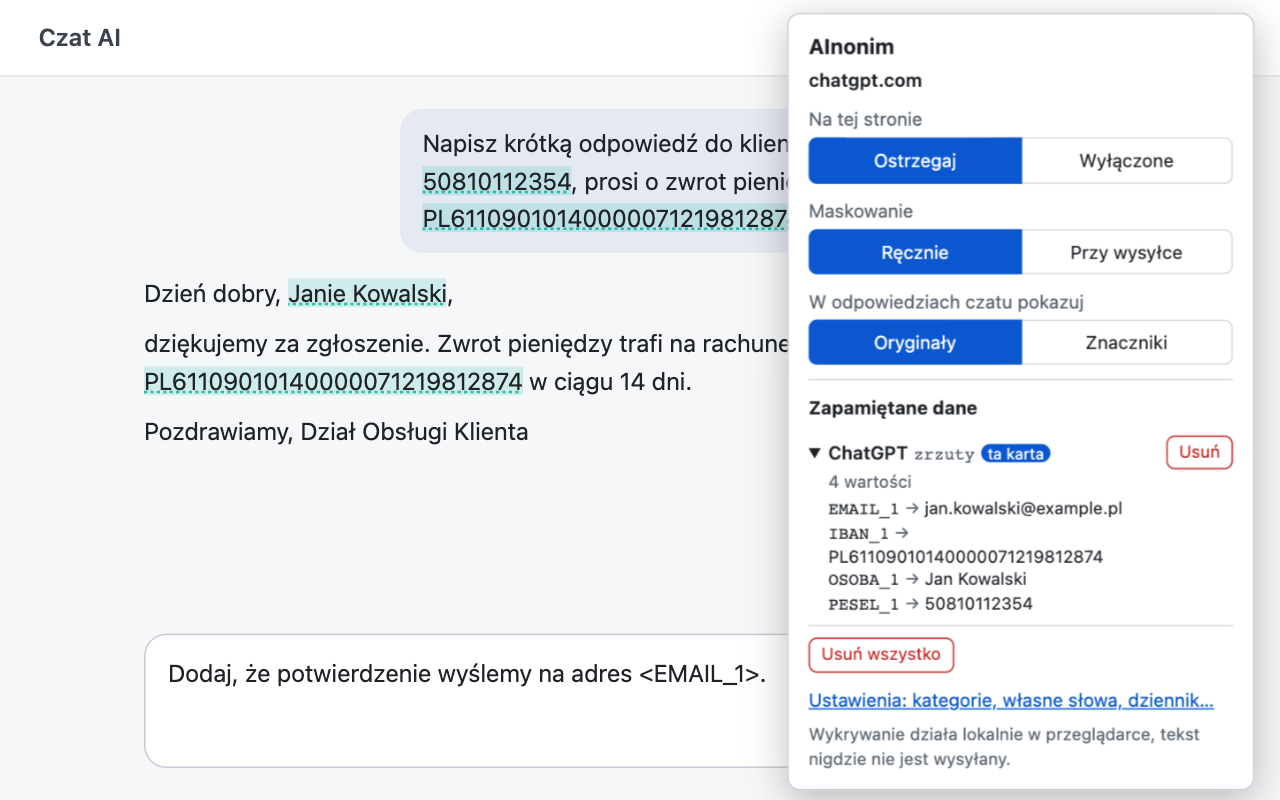 Czat AI
Napisz krótką odpowiedź do
50810112354, prosi o zwrot
PL61109010140000071219812874
Dzień dobry, Janie Kowalski,
dziękujemy za zgłoszenie. Zwrot pieniędzy trafi na
PL61109010140000071219812874 w ciągu 14 dni.
Pozdrawiamy, Dział Obsługi Klienta
Dodaj, że potwierdzenie wyślemy na adres <EMAIL_1>.
AInonim
chatgpt.com
Na tej stronie
Ostrzegaj Wyłączone
Maskowanie
Ręcznie Przy wysyłce
W odpowiedziach czatu pokazuj
Oryginały Znaczniki
Zapamiętane dane
▼ ChatGPT zrzuty ta karta Usuń
4 wartości
EMAIL_1 → jan.kowalski@example.pl
IBAN_1 →
PL61109010140000071219812874
OSOBA_1 → Jan Kowalski
PESEL_1 → 50810112354
Usuń wszystko
Ustawienia: kategorie, własne słowa, dziennik...
Wykrywanie działa lokalnie w przeglądarce, tekst
nigdzie nie jest wysyłany.